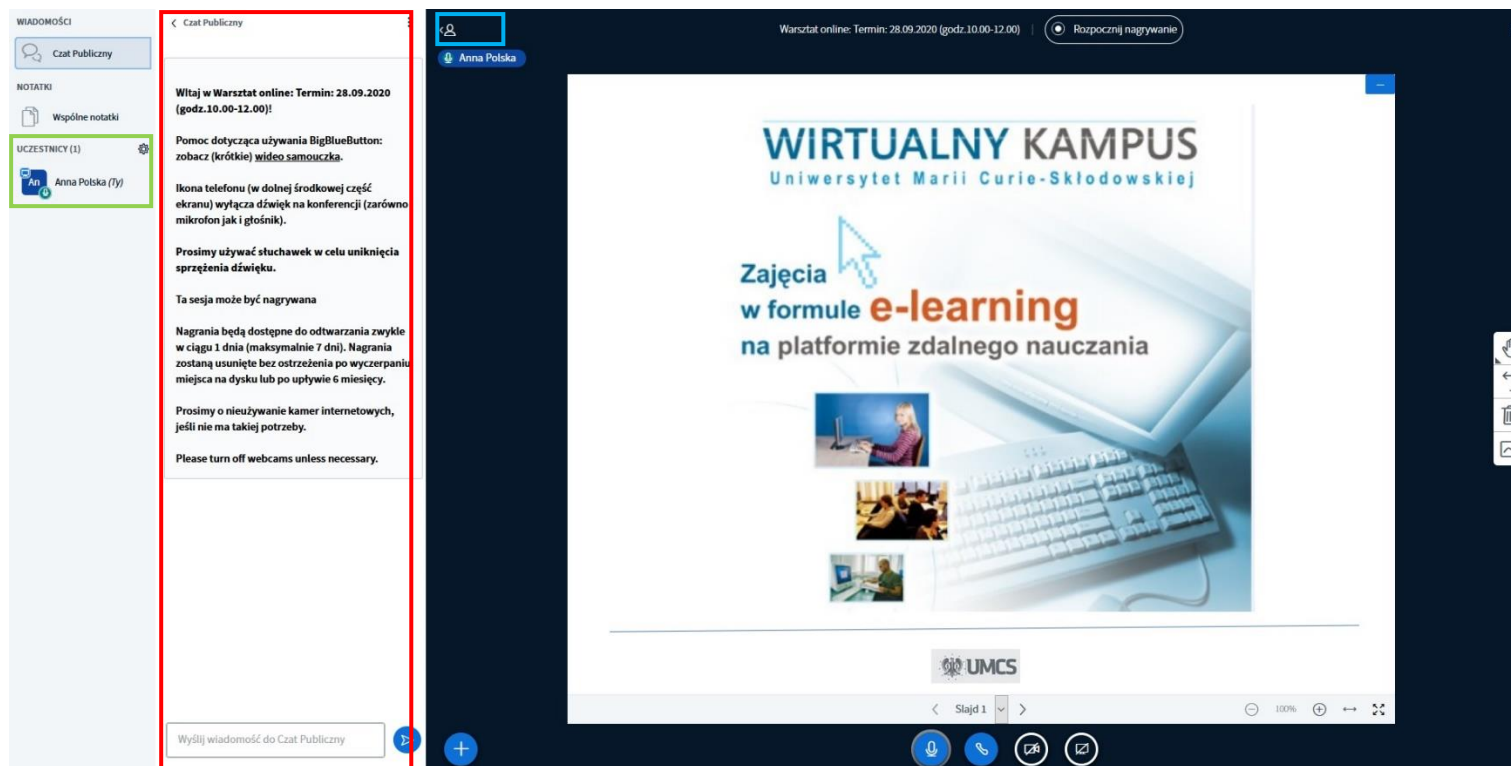 WIADOMOŚCI
Czat Publiczny
NOTATKI
Wspólne notatki
UCZESTNICY (1)
An
Anna Polska (Ty)
Czat Publiczny
Witaj w Warsztat online: Termin: 28.09.2020
(godz.10.00-12.00)!
Pomoc dotycząca używania BigBlueButton:
zobacz (krótkie) wideo samouczka.
Ikona telefonu (w dolnej środkowej część
ekranu) wyłącza dźwięk na konferencji (zarówno
mikrofon jak i głośnik).
Prosimy używać słuchawek w celu uniknięcia
sprzężenia dźwięku.
Ta sesja może być nagrywana
Nagrania będą dostępne do odtwarzania zwykle
w ciągu 1 dnia (maksymalnie 7 dni). Nagrania
zostaną usunięte bez ostrzeżenia po wyczerpaniu
miejsca na dysku lub po upływie 6 miesięcy.
Prosimy o nieużywanie kamer internetowych,
jeśli nie ma takiej potrzeby.
Please turn off webcams unless necessary.
Wyślij wiadomość do Czat Publiczny
Warsztat online: Termin: 28.09.2020 (godz.10.00-12.00) | Rozpocznij nagrywanie
Anna Polska
WIRTUALNY KAMPUS
Uniwersytet Marii Curie-Skłodowskiej
Zajęcia
w formule e-learning
na platformie zdalnego nauczania
UMCS
Slajd 1
100%